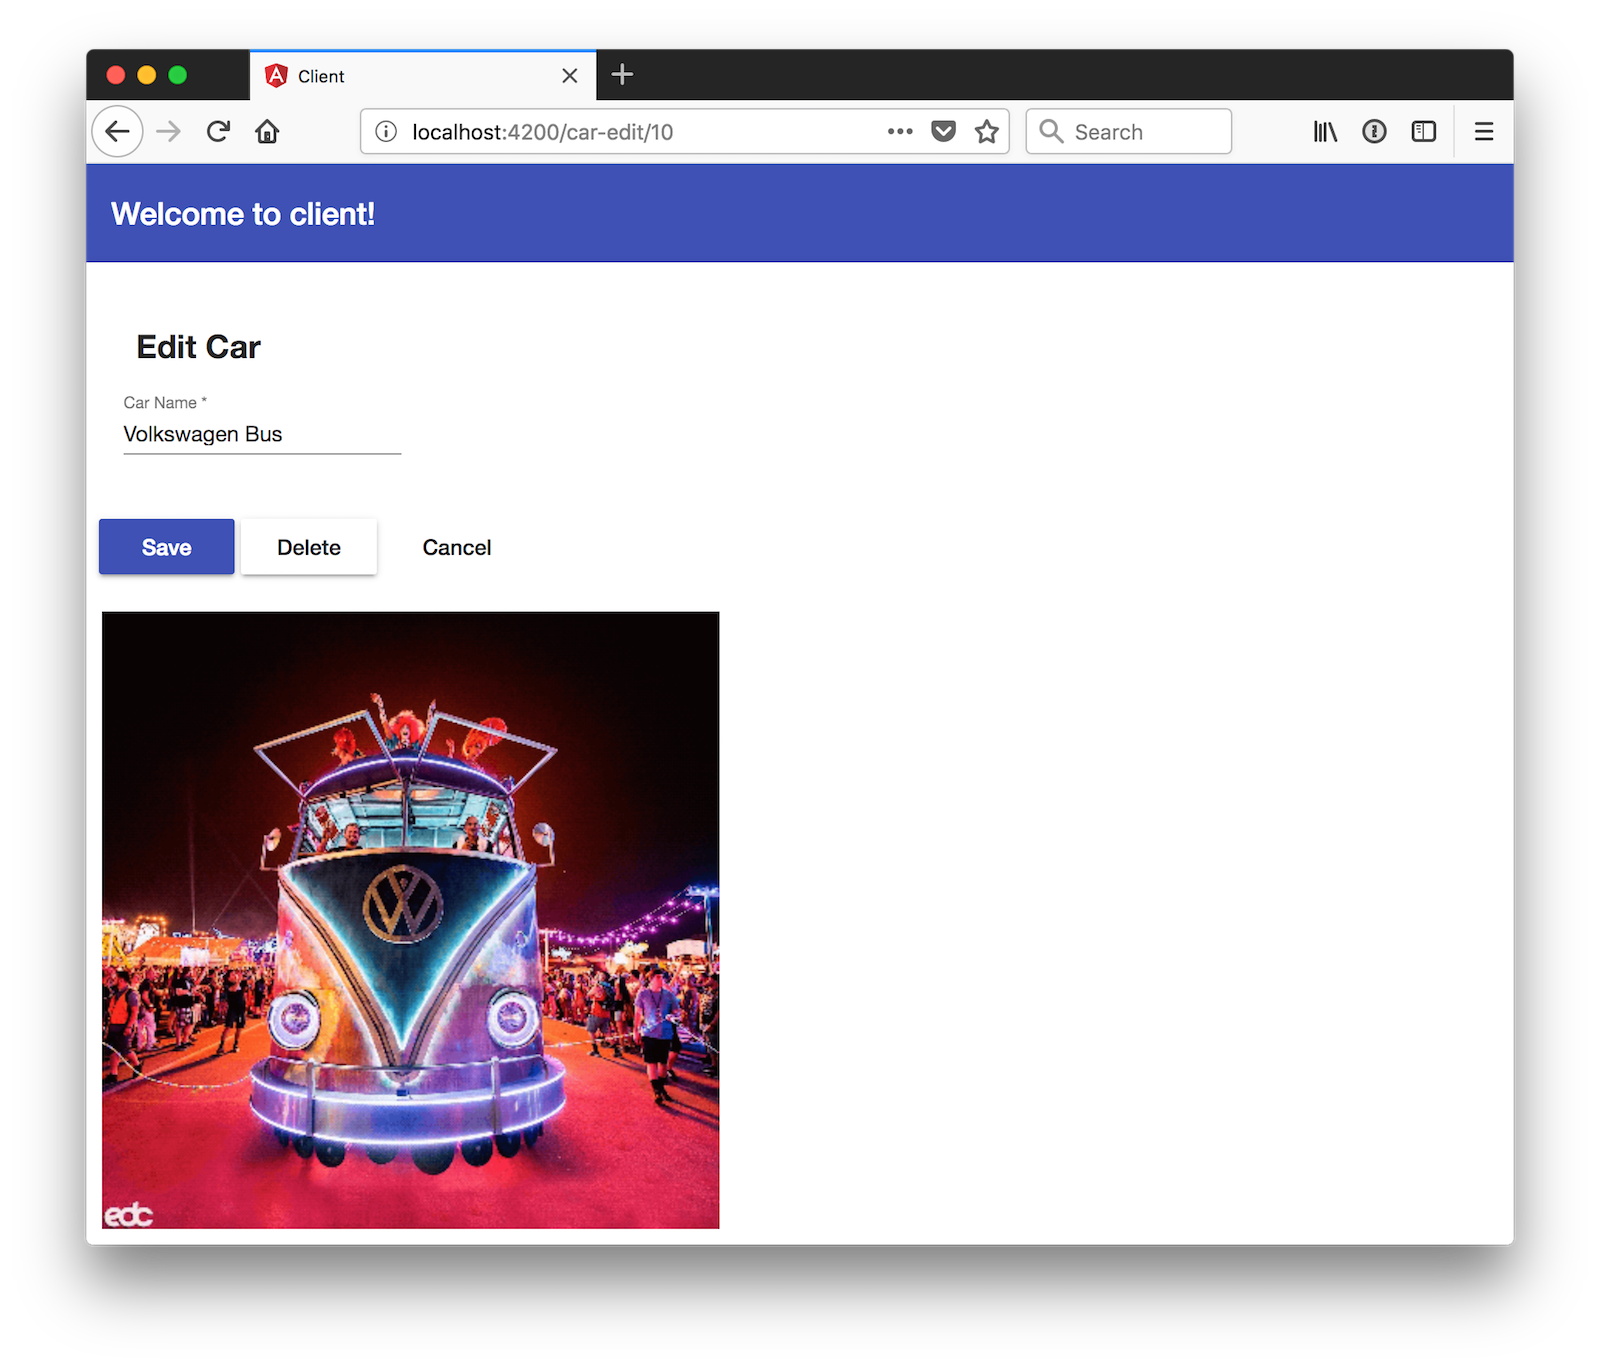 Client
localhost:4200/car-edit/10
Search
Welcome to client!
Edit Car
Car Name *
Volkswagen Bus
Save
Delete
Cancel
edc